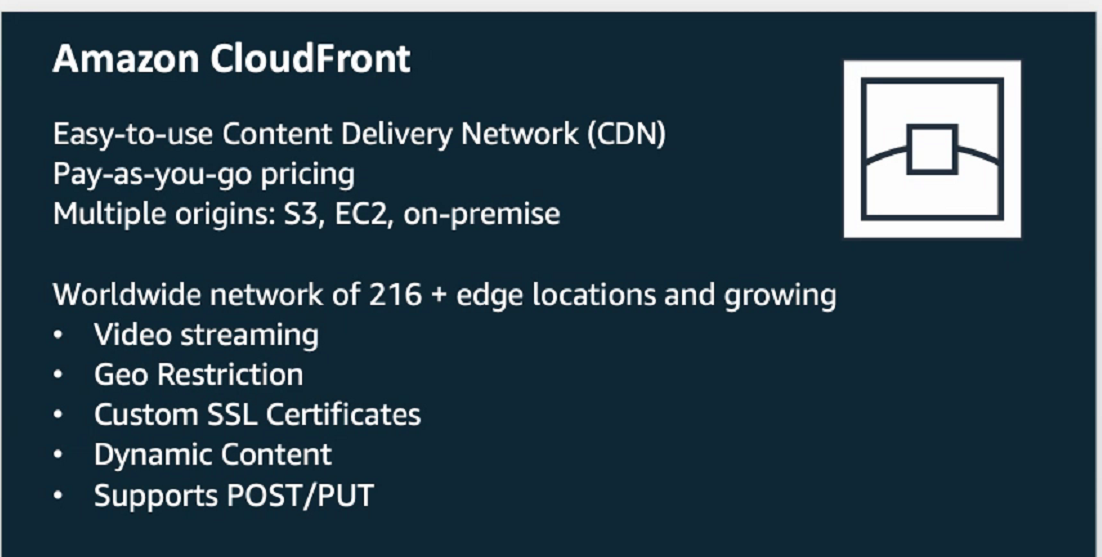 Amazon CloudFront
Easy-to-use Content Delivery Network (CDN)
Pay-as-you-go pricing
Multiple origins: S3, EC2, on-premise
Worldwide network of 216 + edge locations and growing
• Video streaming
• Geo Restriction
• Custom SSL Certificates
• Dynamic Content
• Supports POST/PUT